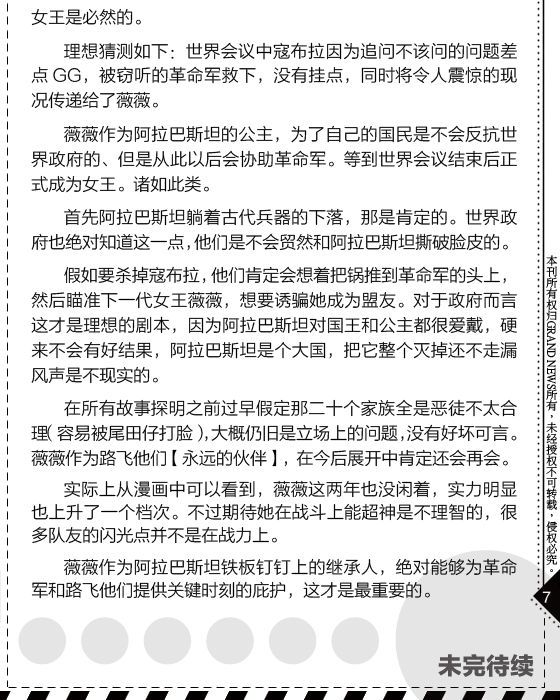 女王是必然的。
理想猜测如下：世界会议中寇布拉因为追问不该问的问题差
点 GG，被窃听的革命军救下，没有挂点，同时将令人震惊的现
况传递给了薇薇。
薇薇作为阿拉巴斯坦的公主，为了自己的国民是不会反抗世
界政府的、但是从此以后会协助革命军。等到世界会议结束后正
式成为女王。诸如此类。
首先阿拉巴斯坦躺着古代兵器的下落，那是肯定的。世界政
府也绝对知道这一点，他们是不会贸然和阿拉巴斯坦撕破脸皮的。
假如要杀掉寇布拉，他们肯定会想着把锅推到革命军的头上，
然后瞄准下一代女王薇薇，想要诱骗她成为盟友。对于政府而言
这才是理想的剧本，因为阿拉巴斯坦对国王和公主都很爱戴，硬
来不会有好结果，阿拉巴斯坦是个大国，把它整个灭掉还不走漏
风声是不现实的。
在所有故事探明之前过早假定那二十个家族全是恶徒不太合
理（容易被尾田仔打脸），大概仍旧是立场上的问题，没有好坏可言。
薇薇作为路飞他们【永远的伙伴】，在今后展开中肯定还会再会。
实际上从漫画中可以看到，薇薇这两年也没闲着，实力明显
也上升了一个档次。不过期待她在战斗上能超神是不理智的，很
多队友的闪光点并不是在战力上。
薇薇作为阿拉巴斯坦铁板钉钉上的继承人，绝对能够为革命
军和路飞他们提供关键时刻的庇护，这才是最重要的。
本刊所有权归GRAND NEWS所有，未经授权不可转载，侵权必究。
7
未完待续